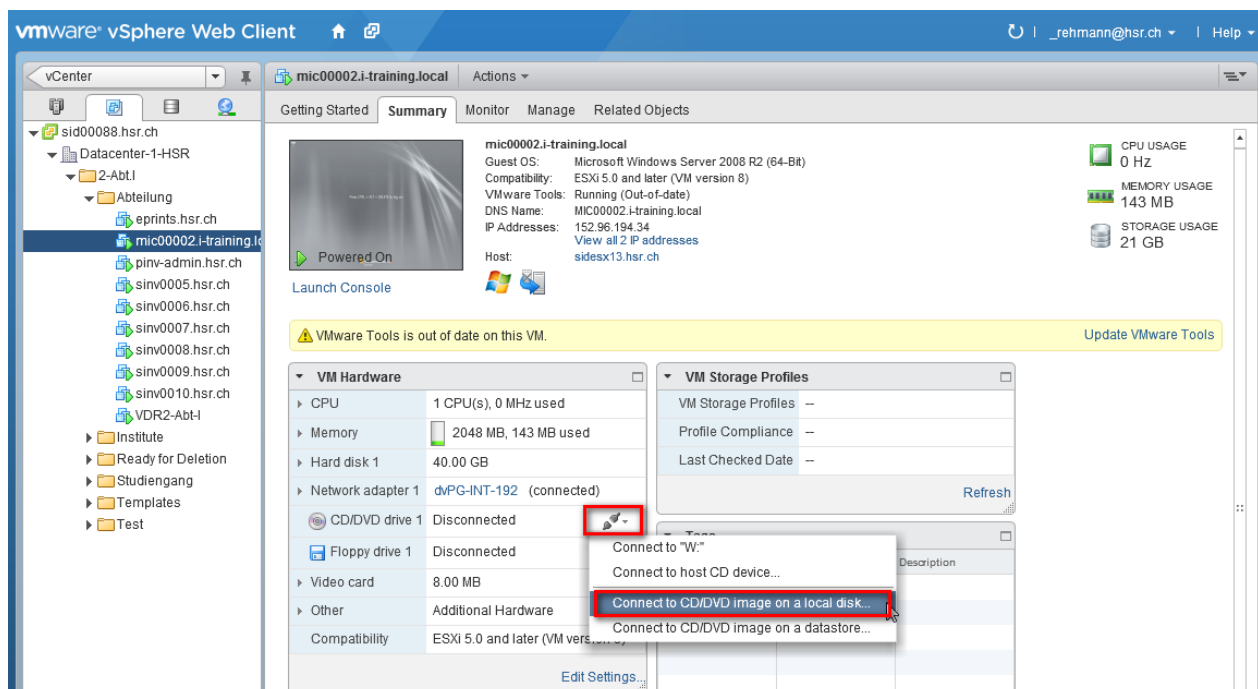 vmware® vSphere Web Client
_rehmann@hsr.ch
Help
vCenter
mic00002.i-training.local
Actions
Getting Started
Summary
Monitor
Manage
Related Objects
sid00088.hsr.ch
Datacenter-1-HSR
2-Abt.I
Abteilung
eprints.hsr.ch
mic00002.i-training.lo
pinv-admin.hsr.ch
sinv0005.hsr.ch
sinv0006.hsr.ch
sinv0007.hsr.ch
sinv0008.hsr.ch
sinv0009.hsr.ch
sinv0010.hsr.ch
VDR2-Abt-I
Institute
Ready for Deletion
Studiengang
Templates
Test
Powered On
Launch Console
mic00002.i-training.local
Guest OS: Microsoft Windows Server 2008 R2 (64-Bit)
Compatibility: ESXi 5.0 and later (VM version 8)
VMware Tools: Running (Out-of-date)
DNS Name: MIC00002.i-training.local
IP Addresses: 152.96.194.34
View all 2 IP addresses
Host: sidesx13.hsr.ch
CPU USAGE
0 Hz
MEMORY USAGE
143 MB
STORAGE USAGE
21 GB
VMware Tools is out of date on this VM.
Update VMware Tools
VM Hardware
CPU 1 CPU(s), 0 MHz used
Memory 2048 MB, 143 MB used
Hard disk 1 40.00 GB
Network adapter 1 dvPG-INT-192 (connected)
CD/DVD drive 1 Disconnected
Floppy drive 1 Disconnected
Video card 8.00 MB
Other Additional Hardware
Compatibility ESXi 5.0 and later (VM version 8)
Edit Settings...
VM Storage Profiles
VM Storage Profiles --
Profile Compliance --
Last Checked Date --
Refresh
Tags
Description
Connect to "W:"
Connect to host CD device...
Connect to CD/DVD image on a local disk...
Connect to CD/DVD image on a datastore...